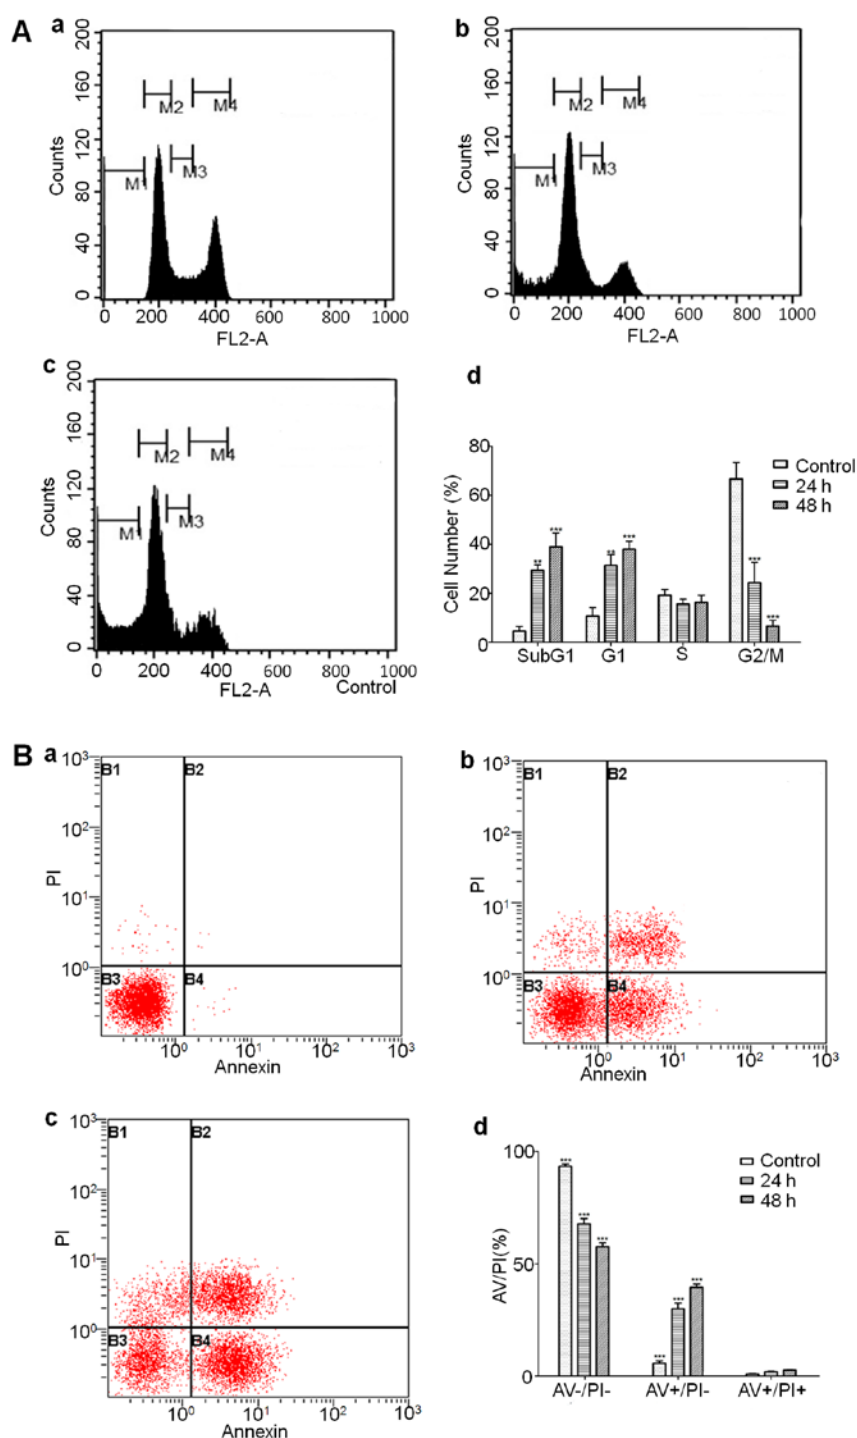 A
a
200
160
120
80
40
0
Counts
M1
M2
M3
M4
0 200 400 600 800 1000
FL2-A
b
200
160
120
80
40
0
Counts
M1
M2
M3
M4
0 200 400 600 800 1000
FL2-A
c
200
160
120
80
40
0
Counts
M1
M2
M3
M4
0 200 400 600 800 1000
FL2-A
Control
d
80
60
40
20
0
Cell Number (%)
Control
24 h
48 h
** ***
** ***
*** ***
SubG1 G1 S G2/M
B
a
10³
10²
10¹
10⁰
PI
B1 B2
B3 B4
10⁰ 10¹ 10² 10³
Annexin
b
10³
10²
10¹
10⁰
PI
B1 B2
B3 B4
10⁰ 10¹ 10² 10³
Annexin
c
10³
10²
10¹
10⁰
PI
B1 B2
B3 B4
10⁰ 10¹ 10² 10³
Annexin
d
100
50
0
AV/PI(%)
Control
24 h
48 h
*** *** ***
*** *** ***
AV-/PI- AV+/PI- AV+/PI+